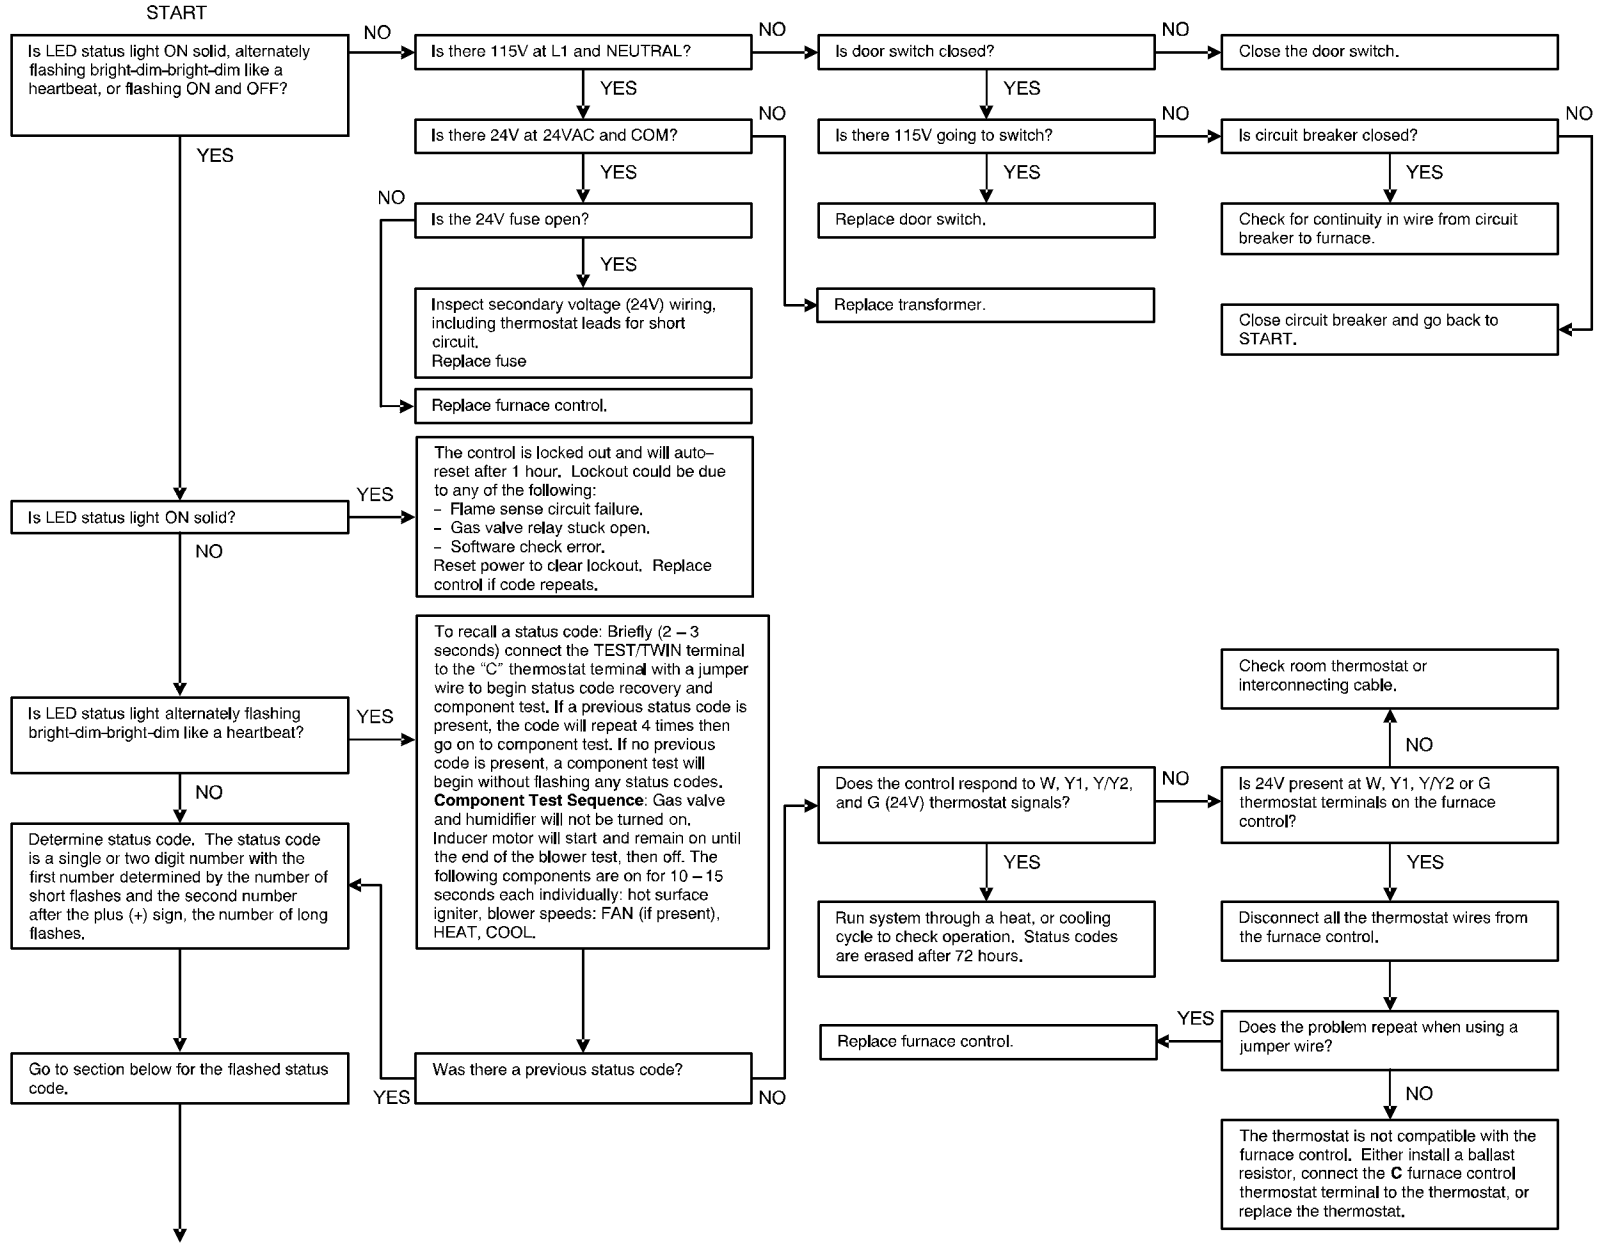 START
Is LED status light ON solid, alternately
flashing bright-dim-bright-dim like a
heartbeat, or flashing ON and OFF?
NO
Is there 115V at L1 and NEUTRAL?
NO
Is door switch closed?
NO
Close the door switch.
YES
YES
YES
Is there 24V at 24VAC and COM?
NO
Is there 115V going to switch?
NO
Is circuit breaker closed?
NO
YES
YES
YES
NO
Is the 24V fuse open?
Replace door switch.
Check for continuity in wire from circuit
breaker to furnace.
YES
Inspect secondary voltage (24V) wiring,
including thermostat leads for short
circuit.
Replace fuse
Replace transformer.
Close circuit breaker and go back to
START.
Replace furnace control.
Is LED status light ON solid?
YES
The control is locked out and will auto–
reset after 1 hour.  Lockout could be due
to any of the following:
–  Flame sense circuit failure.
–  Gas valve relay stuck open.
–  Software check error.
Reset power to clear lockout.  Replace
control if code repeats.
NO
Is LED status light alternately flashing
bright-dim-bright-dim like a heartbeat?
YES
To recall a status code: Briefly (2 – 3
seconds) connect the TEST/TWIN terminal
to the “C” thermostat terminal with a jumper
wire to begin status code recovery and
component test. If a previous status code is
present, the code will repeat 4 times then
go on to component test. If no previous
code is present, a component test will
begin without flashing any status codes.
Component Test Sequence: Gas valve
and humidifier will not be turned on.
Inducer motor will start and remain on until
the end of the blower test, then off. The
following components are on for 10 – 15
seconds each individually: hot surface
igniter, blower speeds: FAN (if present),
HEAT, COOL.
NO
Determine status code.  The status code
is a single or two digit number with the
first number determined by the number of
short flashes and the second number
after the plus (+) sign, the number of long
flashes.
Go to section below for the flashed status
code.
YES
Was there a previous status code?
NO
Does the control respond to W, Y1, Y/Y2,
and G (24V) thermostat signals?
NO
YES
Run system through a heat, or cooling
cycle to check operation.  Status codes
are erased after 72 hours.
Check room thermostat or
interconnecting cable.
NO
Is 24V present at W, Y1, Y/Y2 or G
thermostat terminals on the furnace
control?
YES
Disconnect all the thermostat wires from
the furnace control.
Does the problem repeat when using a
jumper wire?
YES
Replace furnace control.
NO
The thermostat is not compatible with the
furnace control.  Either install a ballast
resistor, connect the C furnace control
thermostat terminal to the thermostat, or
replace the thermostat.